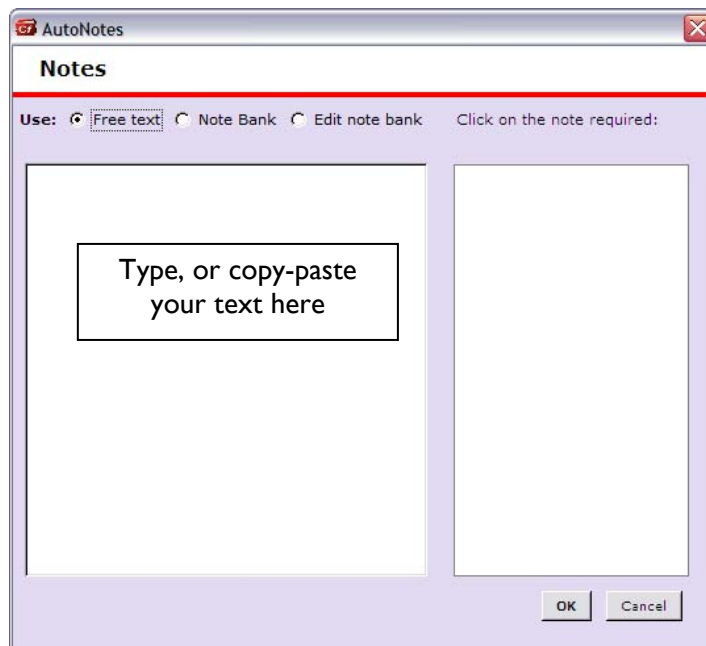 AutoNotes
Notes
Use: Free text Note Bank Edit note bank Click on the note required:
Type, or copy-paste
your text here
OK Cancel